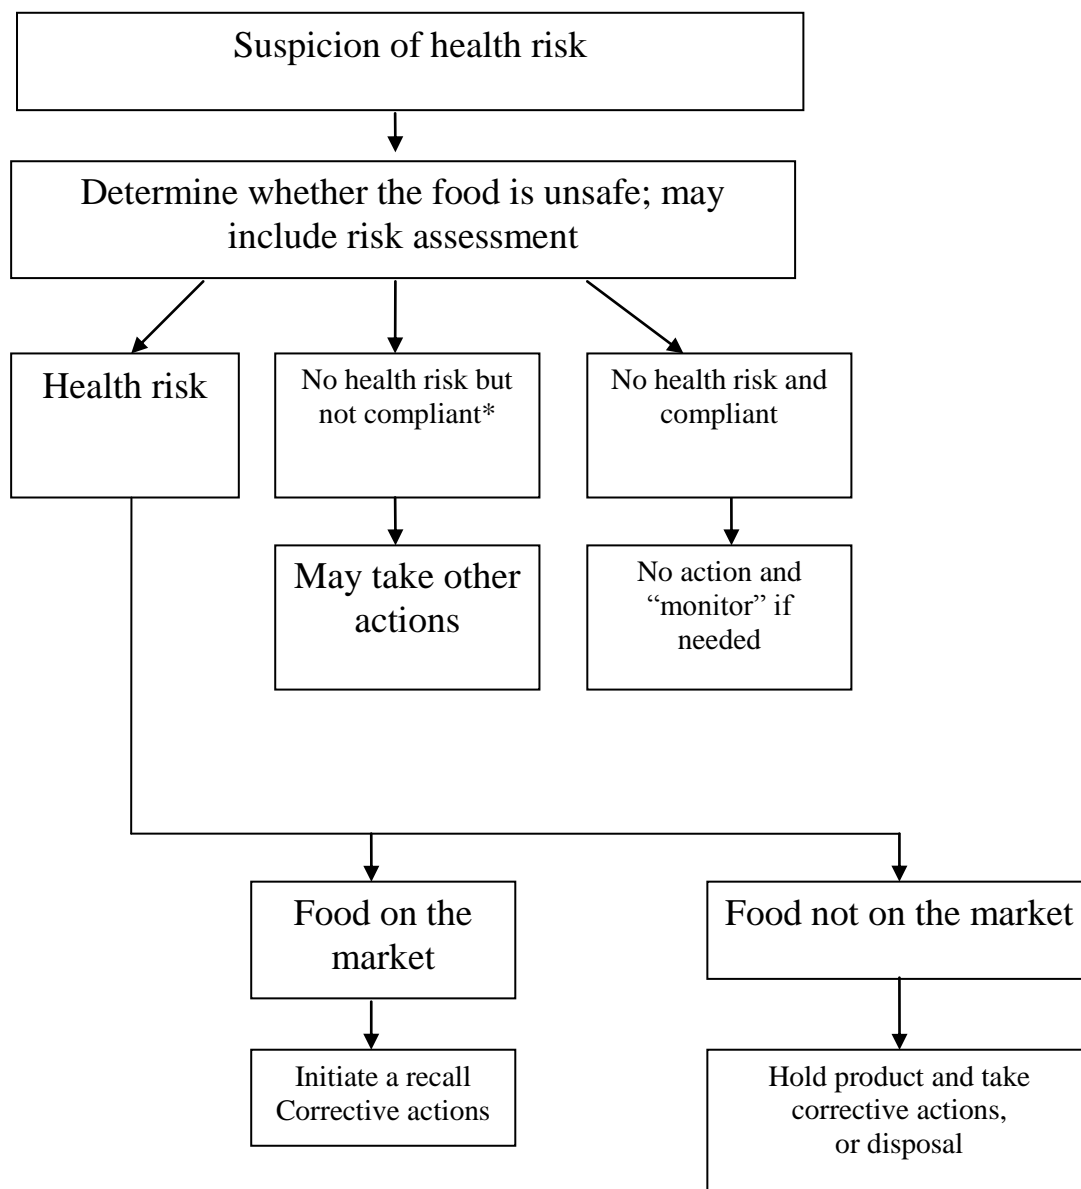 Suspicion of health risk
Determine whether the food is unsafe; may
include risk assessment
Health risk
No health risk but
not compliant*
No health risk and
compliant
May take other
actions
No action and
“monitor” if
needed
Food on the
market
Food not on the market
Initiate a recall
Corrective actions
Hold product and take
corrective actions,
or disposal